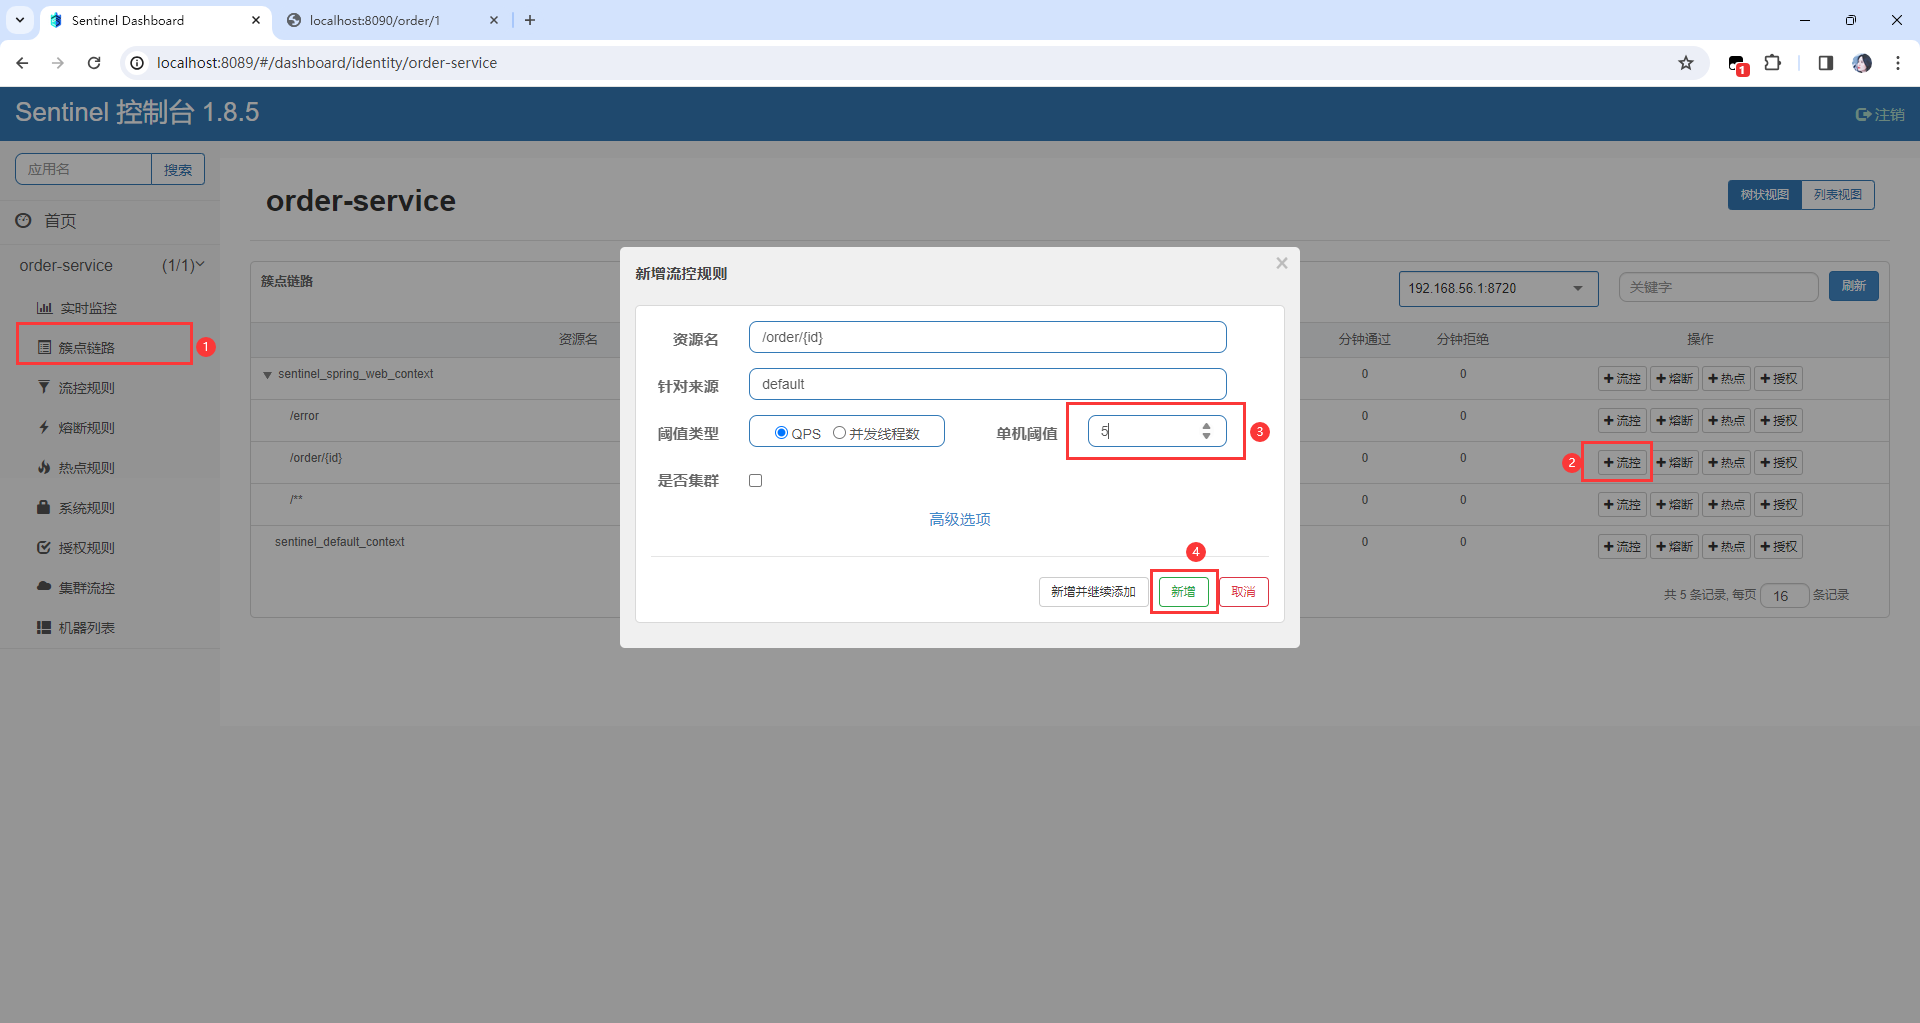 Sentinel Dashboard
localhost:8090/order/1
localhost:8089/#/dashboard/identity/order-service
1
Sentinel 控制台 1.8.5
注销
应用名
搜索
首页
order-service (1/1)
实时监控
簇点链路
1
流控规则
熔断规则
热点规则
系统规则
授权规则
集群流控
机器列表
order-service
树状视图
列表视图
簇点链路
192.168.56.1:8720
关键字
刷新
资源名
分钟通过
分钟拒绝
操作
sentinel_spring_web_context
0
0
流控 熔断 热点 授权
/error
0
0
流控 熔断 热点 授权
/order/{id}
0
0
2
流控 熔断 热点 授权
/**
0
0
流控 熔断 热点 授权
sentinel_default_context
0
0
流控 熔断 热点 授权
共 5 条记录, 每页 16 条记录
新增流控规则
×
资源名
/order/{id}
针对来源
default
阈值类型
QPS 并发线程数
单机阈值
5
3
是否集群
高级选项
4
新增并继续添加
新增
取消